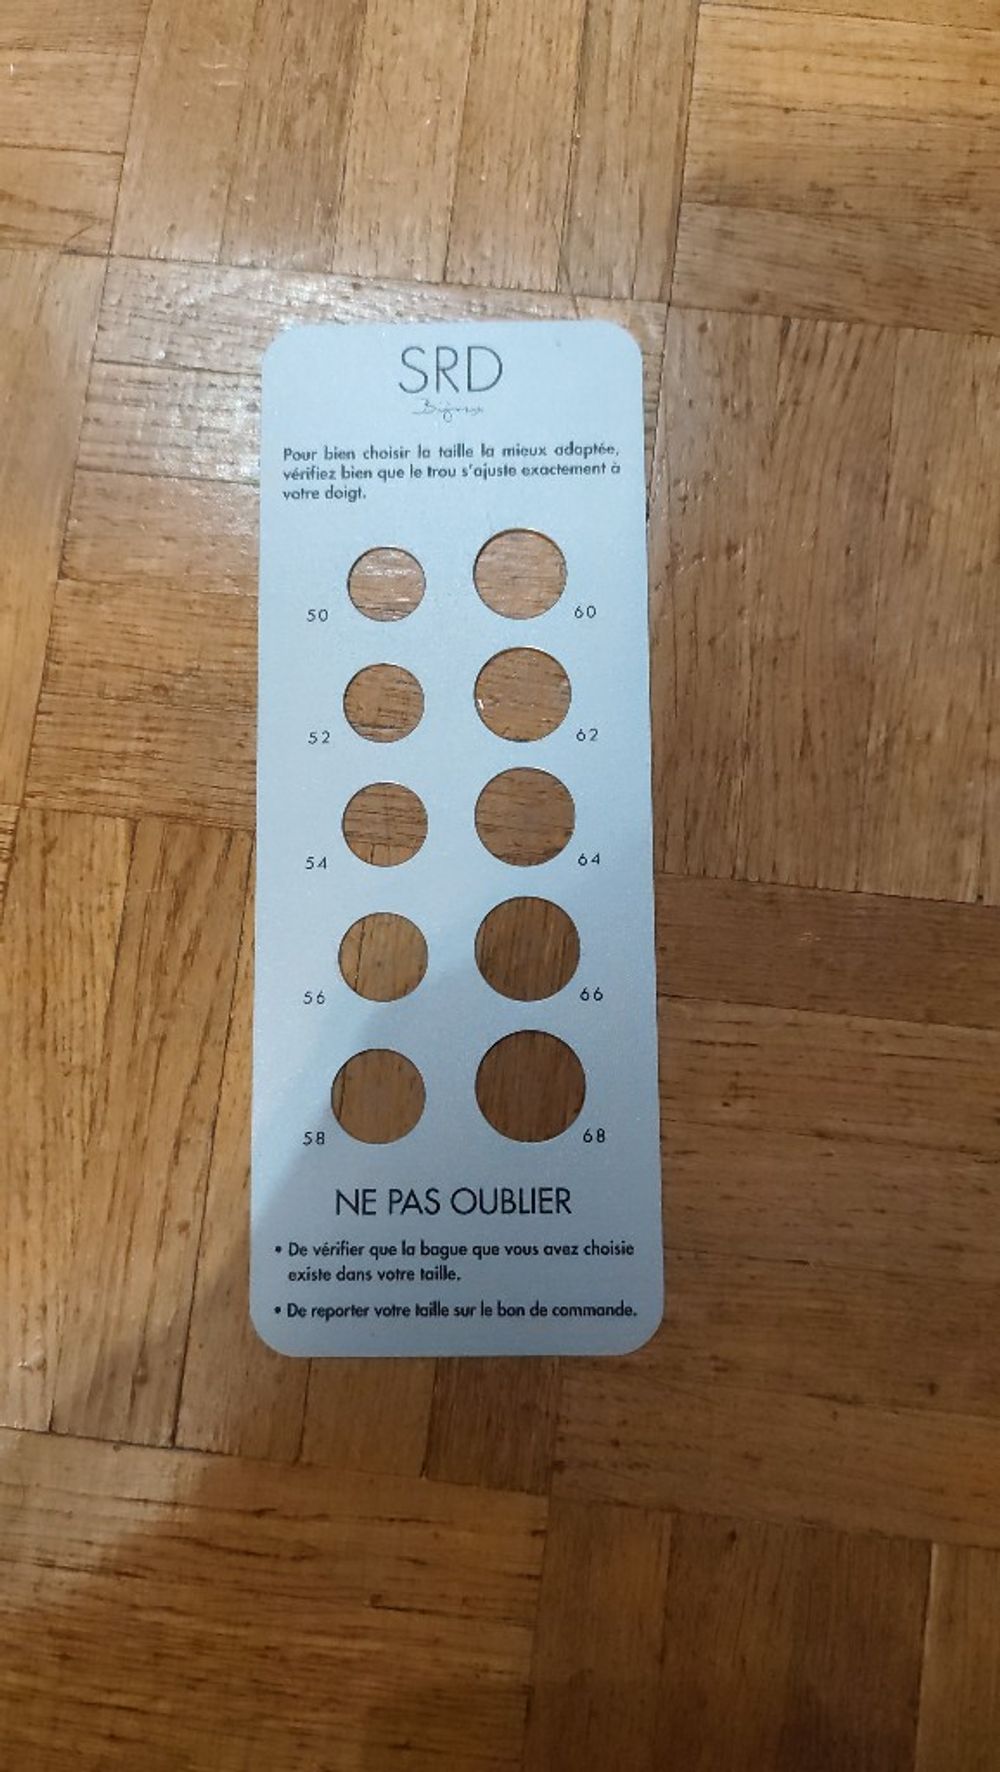 SRD
Bijoux
Pour bien choisir la taille la mieux adaptée,
vérifiez bien que le trou s'ajuste exactement à
votre doigt.
50
60
52
62
54
64
56
66
58
68
NE PAS OUBLIER
• De vérifier que la bague que vous avez choisie
existe dans votre taille.
• De reporter votre taille sur le bon de commande.